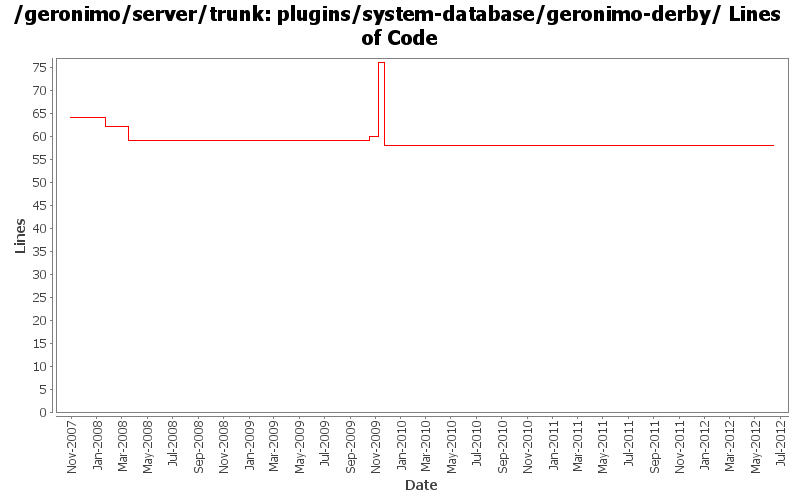 /geronimo/server/trunk: plugins/system-database/geronimo-derby/ Lines
of Code
75
70
65
60
55
50
45
40
35
30
25
20
15
10
5
0
Lines
Nov-2007
Jan-2008
Mar-2008
May-2008
Jul-2008
Sep-2008
Nov-2008
Jan-2009
Mar-2009
May-2009
Jul-2009
Sep-2009
Nov-2009
Jan-2010
Mar-2010
May-2010
Jul-2010
Sep-2010
Nov-2010
Jan-2011
Mar-2011
May-2011
Jul-2011
Sep-2011
Nov-2011
Jan-2012
Mar-2012
May-2012
Jul-2012
Date